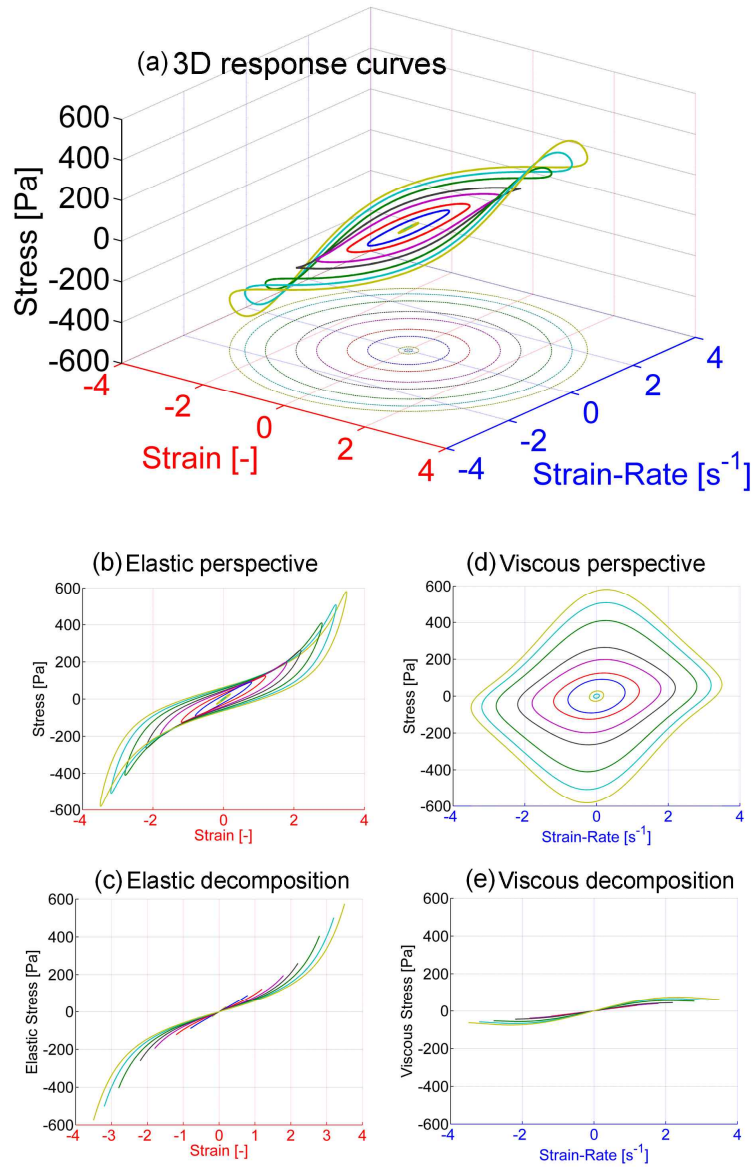 (a) 3D response curves
600
400
200
0
-200
-400
-600
Stress [Pa]
-4
-2
0
2
4
Strain [-]
-4
-2
0
2
4
Strain-Rate [s⁻¹]
(b) Elastic perspective
600
400
200
0
-200
-400
-600
Stress [Pa]
-4 -2 0 2 4
Strain [-]
(d) Viscous perspective
600
400
200
0
-200
-400
-600
Stress [Pa]
-4 -2 0 2 4
Strain-Rate [s⁻¹]
(c) Elastic decomposition
600
400
200
0
-200
-400
-600
Elastic Stress [Pa]
-4 -3 -2 -1 0 1 2 3 4
Strain [-]
(e) Viscous decomposition
600
400
200
0
-200
-400
-600
Viscous Stress [Pa]
-4 -2 0 2 4
Strain-Rate [s⁻¹]